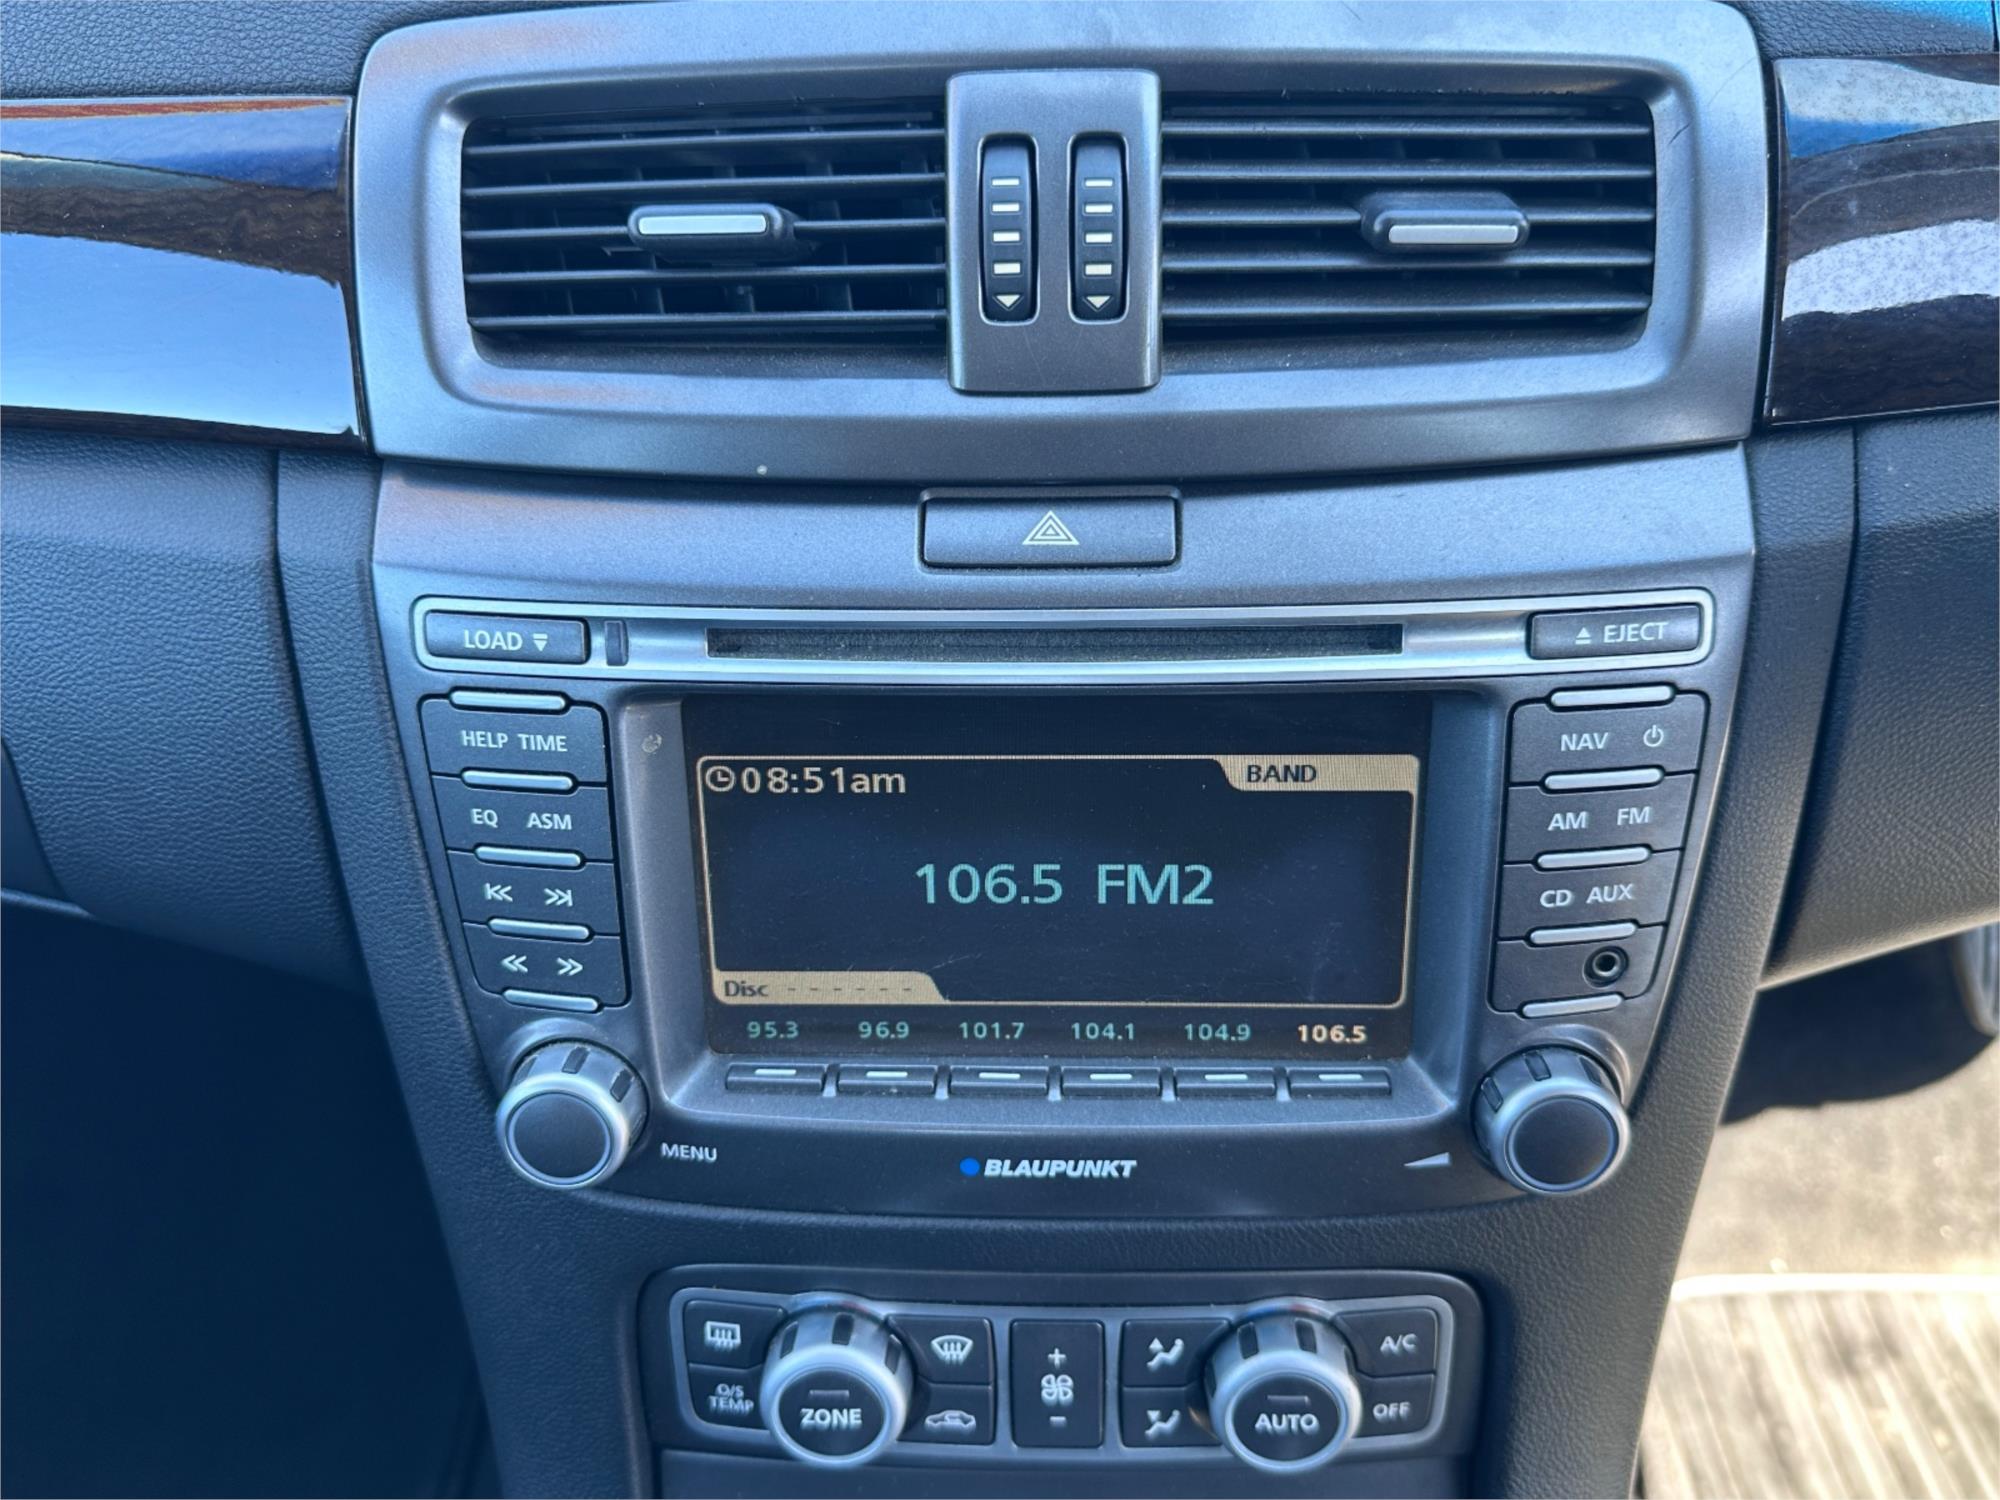 LOAD
EJECT
HELP TIME
EQ ASM
NAV
AM FM
CD AUX
08:51am
BAND
106.5 FM2
Disc - - - - - -
95.3 96.9 101.7 104.1 104.9 106.5
MENU
BLAUPUNKT
O/S
TEMP
ZONE
+
-
AUTO
A/C
OFF